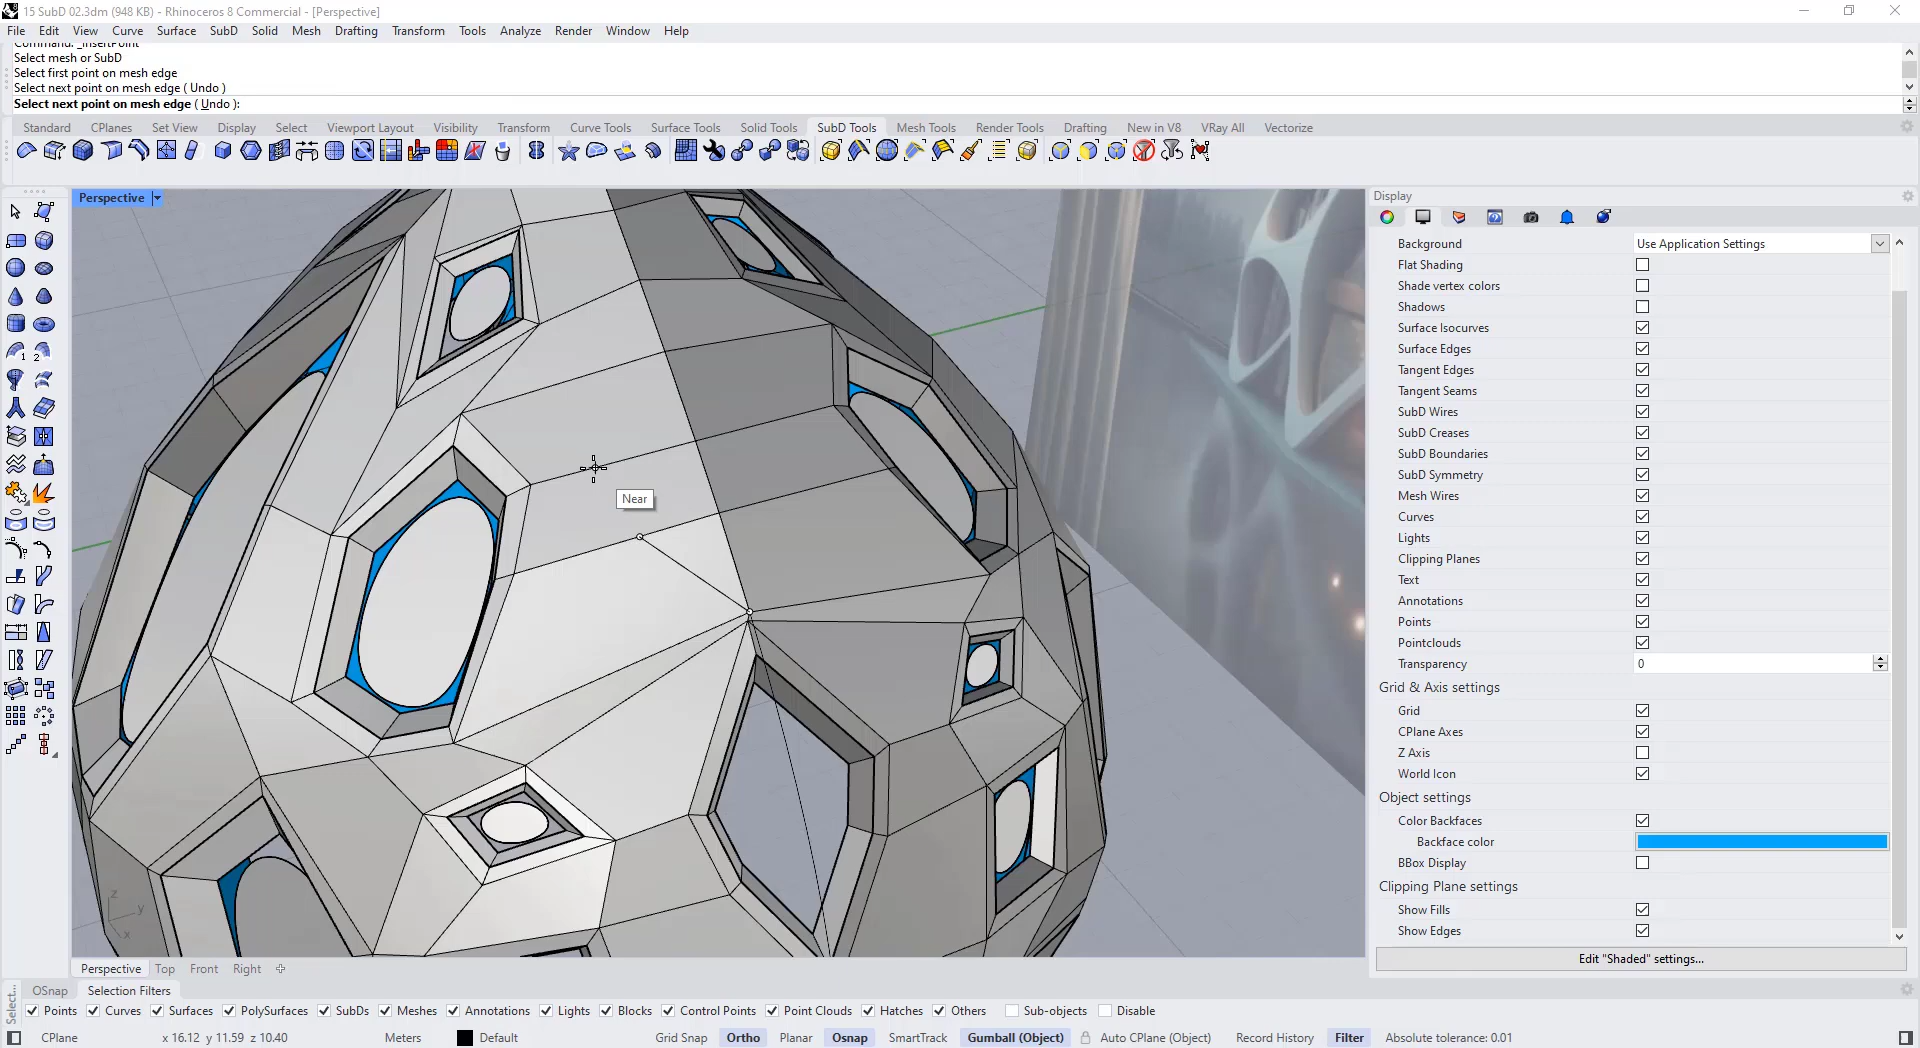 15 SubD 02.3dm (948 KB) - Rhinoceros 8 Commercial - [Perspective]
File Edit View Curve Surface SubD Solid Mesh Drafting Transform Tools Analyze Render Window Help
Command: _InsertPoint
Select mesh or SubD
Select first point on mesh edge
Select next point on mesh edge ( Undo )
Select next point on mesh edge ( Undo ):
Standard CPlanes Set View Display Select Viewport Layout Visibility Transform Curve Tools Surface Tools Solid Tools SubD Tools Mesh Tools Render Tools Drafting New in V8 VRay All Vectorize
Perspective
Near
z
y
x
1
2
Display
Background Use Application Settings
Flat Shading
Shade vertex colors
Shadows
Surface Isocurves
Surface Edges
Tangent Edges
Tangent Seams
SubD Wires
SubD Creases
SubD Boundaries
SubD Symmetry
Mesh Wires
Curves
Lights
Clipping Planes
Text
Annotations
Points
Pointclouds
Transparency 0
Grid & Axis settings
Grid
CPlane Axes
Z Axis
World Icon
Object settings
Color Backfaces
Backface color
BBox Display
Clipping Plane settings
Show Fills
Show Edges
Edit "Shaded" settings...
Perspective Top Front Right
OSnap Selection Filters
Select...
Points Curves Surfaces PolySurfaces SubDs Meshes Annotations Lights Blocks Control Points Point Clouds Hatches Others Sub-objects Disable
CPlane x 16.12 y 11.59 z 10.40 Meters Default Grid Snap Ortho Planar Osnap SmartTrack Gumball (Object) Auto CPlane (Object) Record History Filter Absolute tolerance: 0.01